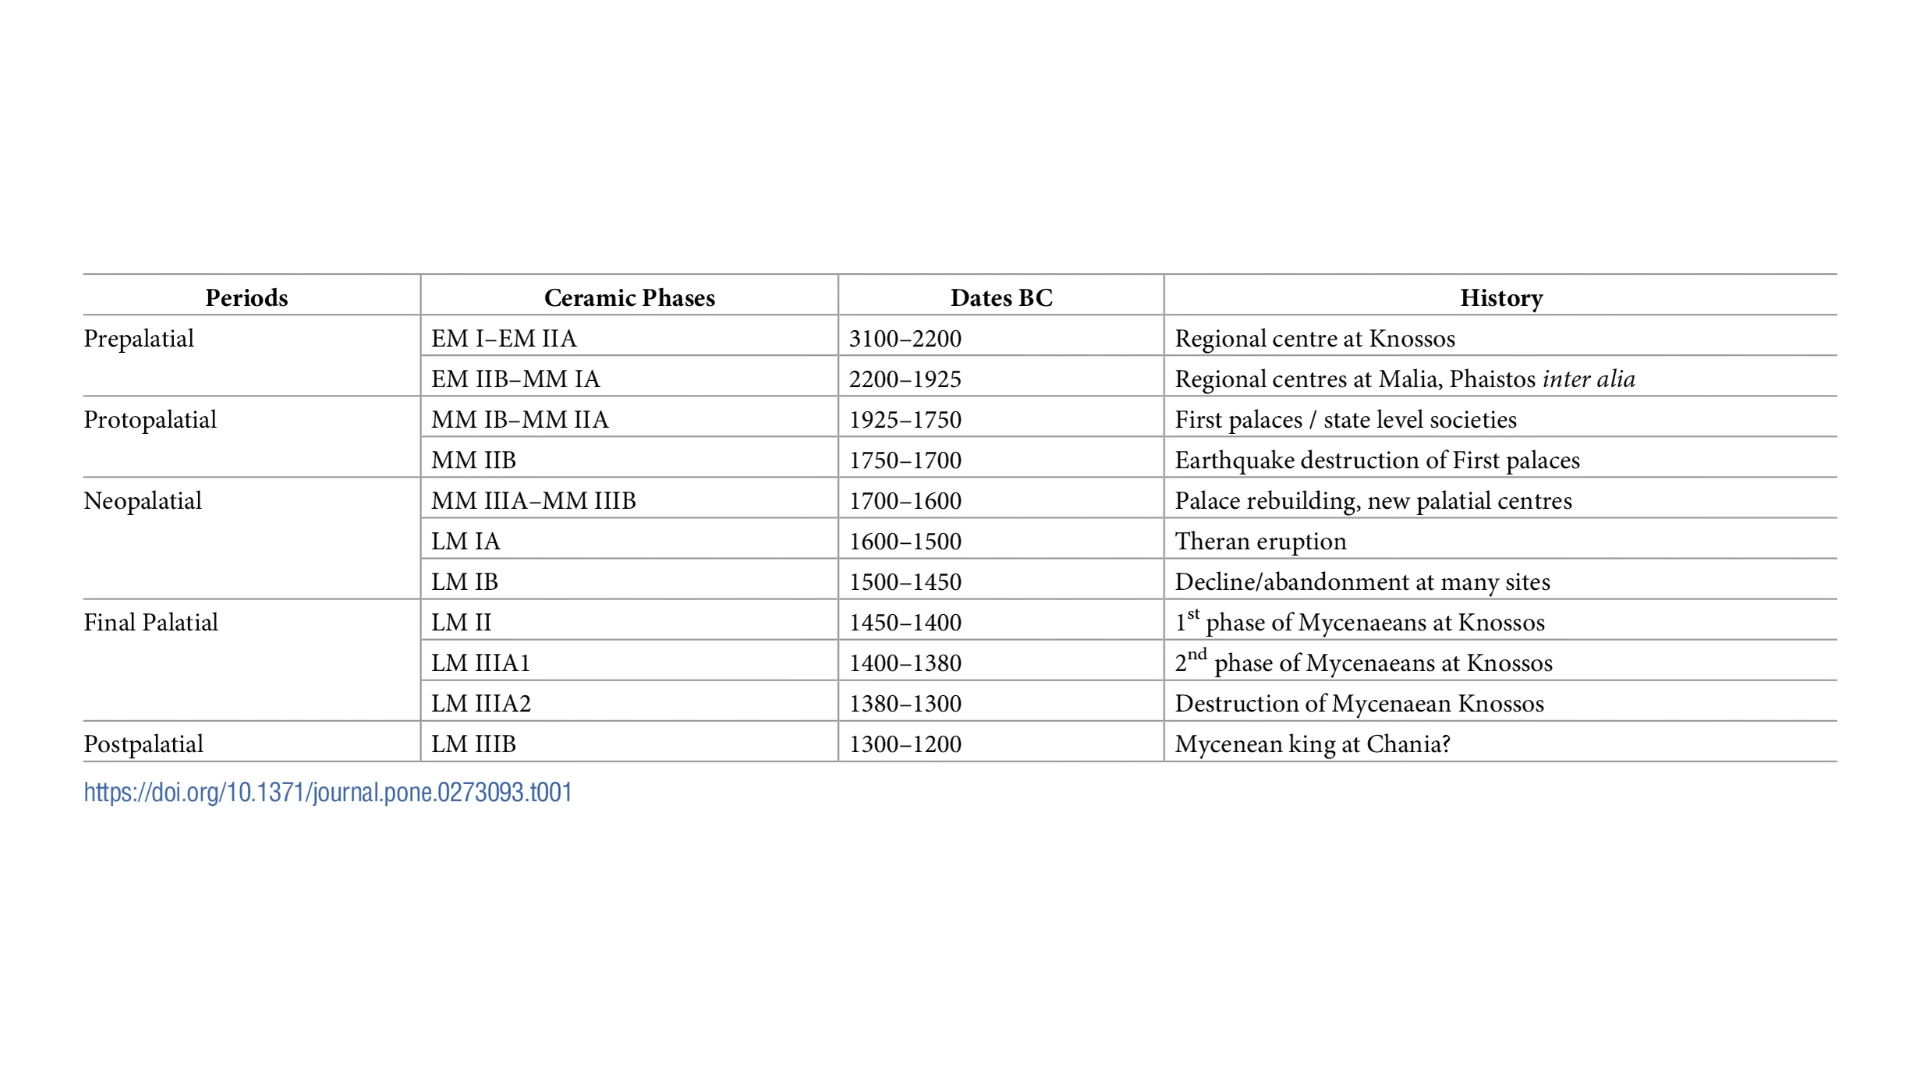 Periods Ceramic Phases Dates BC History
Prepalatial EM I–EM IIA 3100–2200 Regional centre at Knossos
EM IIB–MM IA 2200–1925 Regional centres at Malia, Phaistos inter alia
Protopalatial MM IB–MM IIA 1925–1750 First palaces / state level societies
MM IIB 1750–1700 Earthquake destruction of First palaces
Neopalatial MM IIIA–MM IIIB 1700–1600 Palace rebuilding, new palatial centres
LM IA 1600–1500 Theran eruption
LM IB 1500–1450 Decline/abandonment at many sites
Final Palatial LM II 1450–1400 1st phase of Mycenaeans at Knossos
LM IIIA1 1400–1380 2nd phase of Mycenaeans at Knossos
LM IIIA2 1380–1300 Destruction of Mycenaean Knossos
Postpalatial LM IIIB 1300–1200 Mycenean king at Chania?
https://doi.org/10.1371/journal.pone.0273093.t001